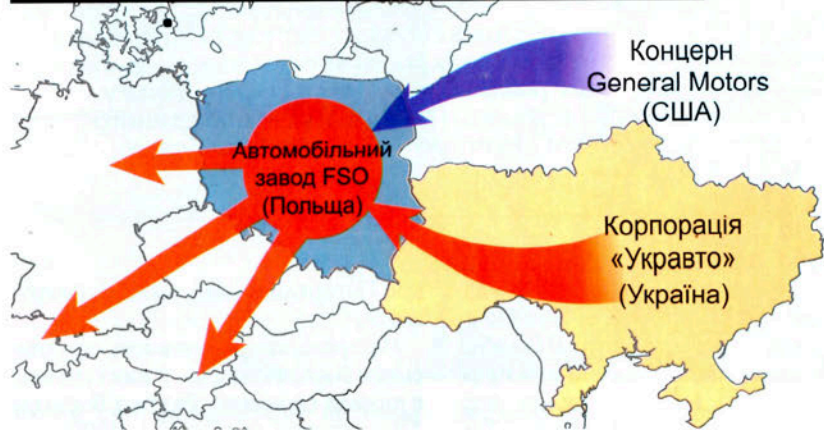 Концерн
General Motors
(США)
Автомобільний
завод FSO
(Польща)
Корпорація
«Укравто»
(Україна)